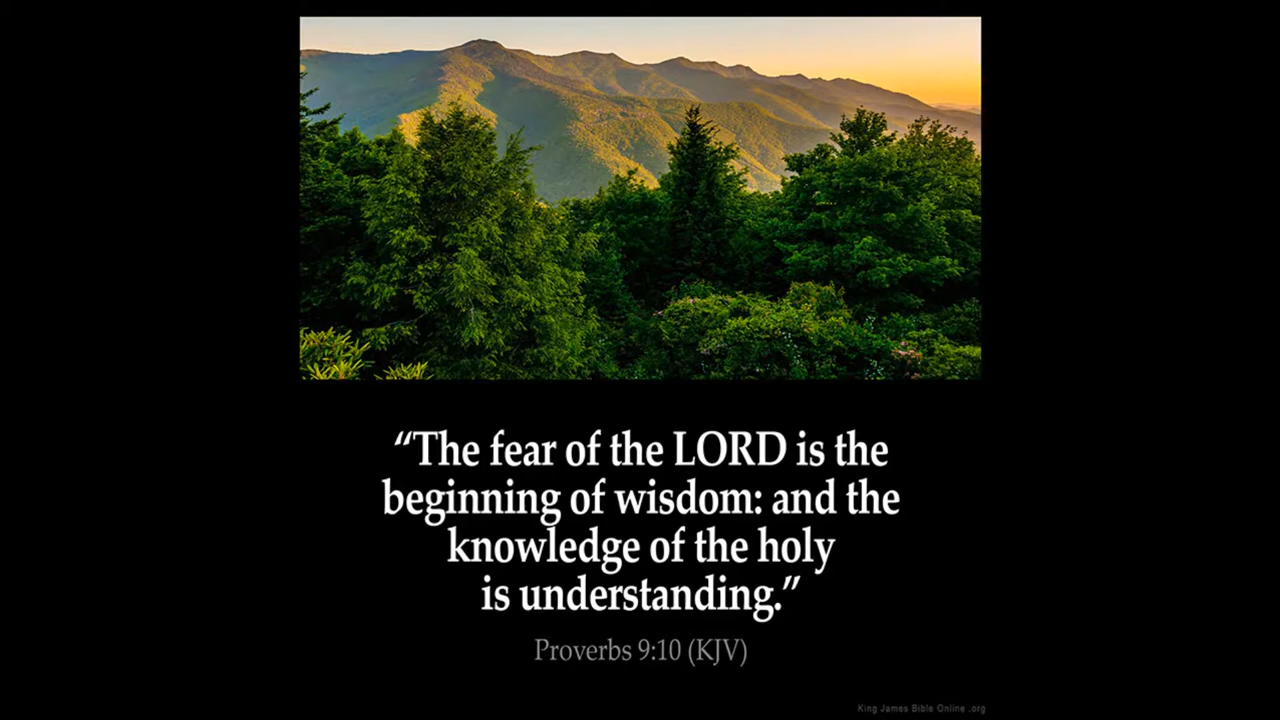 “The fear of the LORD is the
beginning of wisdom: and the
knowledge of the holy
is understanding.”
Proverbs 9:10 (KJV)
King James Bible Online .org